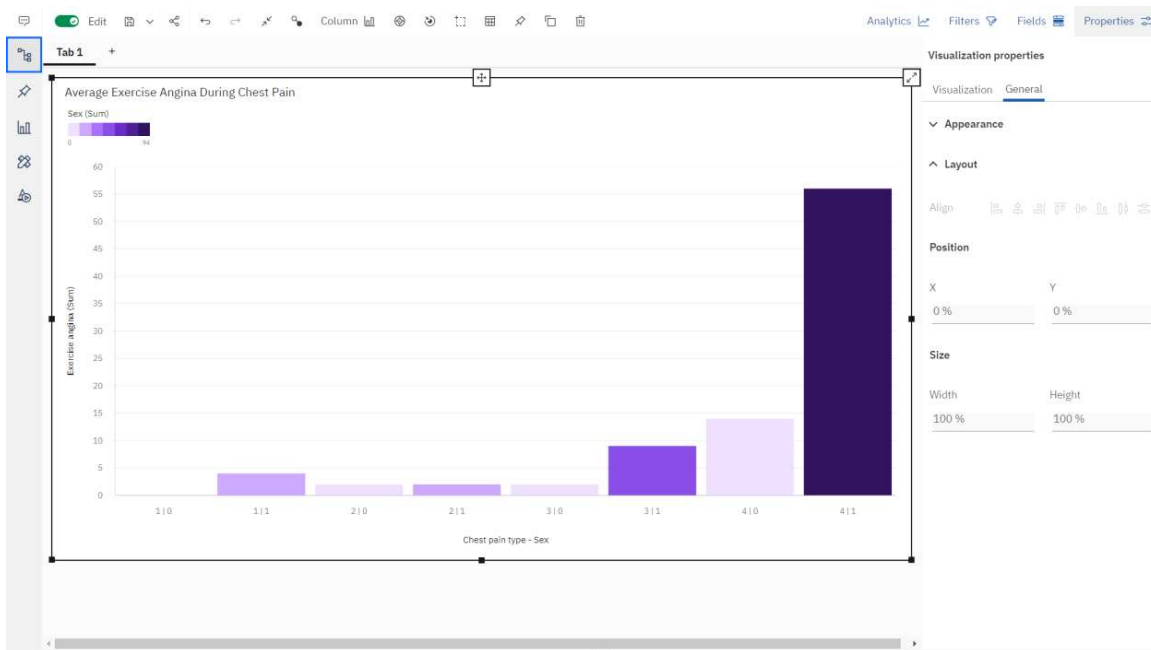 Edit Column Analytics Filters Fields Properties
Tab 1 +
Average Exercise Angina During Chest Pain
Sex (Sum)
0 94
60
55
50
45
40
35
30
25
20
15
10
5
0
Exercise angina (Sum)
1|0 1|1 2|0 2|1 3|0 3|1 4|0 4|1
Chest pain type - Sex
Visualization properties
Visualization General
Appearance
Layout
Align
Position
X Y
0 % 0 %
Size
Width Height
100 % 100 %